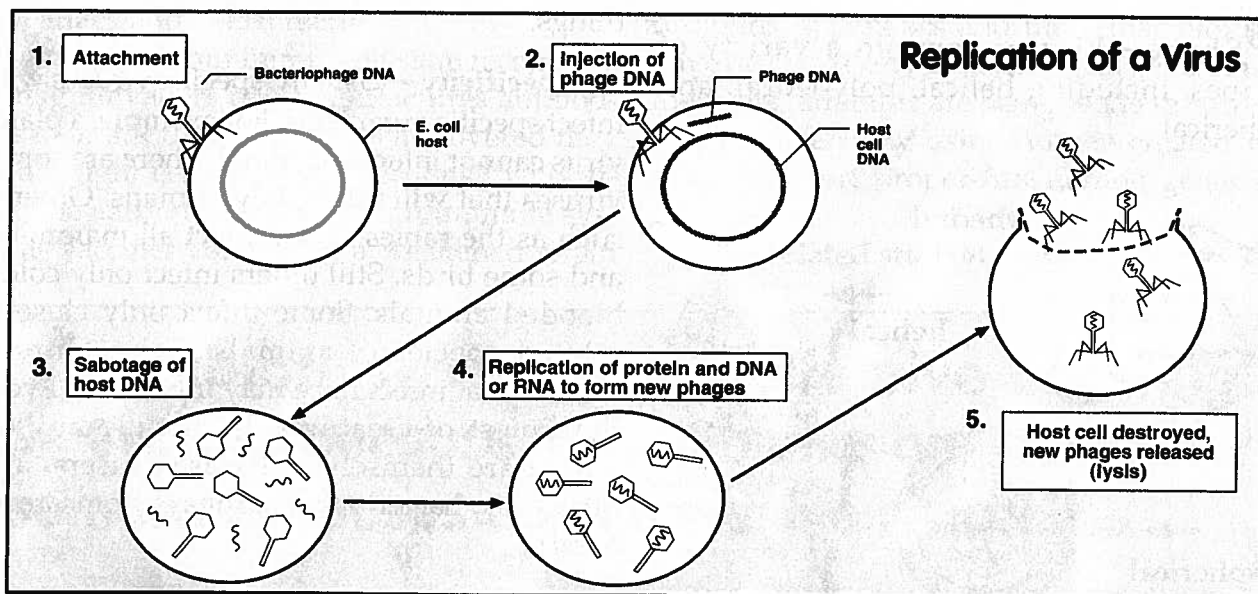 Replication of a Virus
1. Attachment
Bacteriophage DNA
E. coli
host
2. Injection of
phage DNA
Phage DNA
Host
cell
DNA
3. Sabotage of
host DNA
4. Replication of protein and DNA
or RNA to form new phages
5. Host cell destroyed,
new phages released
(lysis)